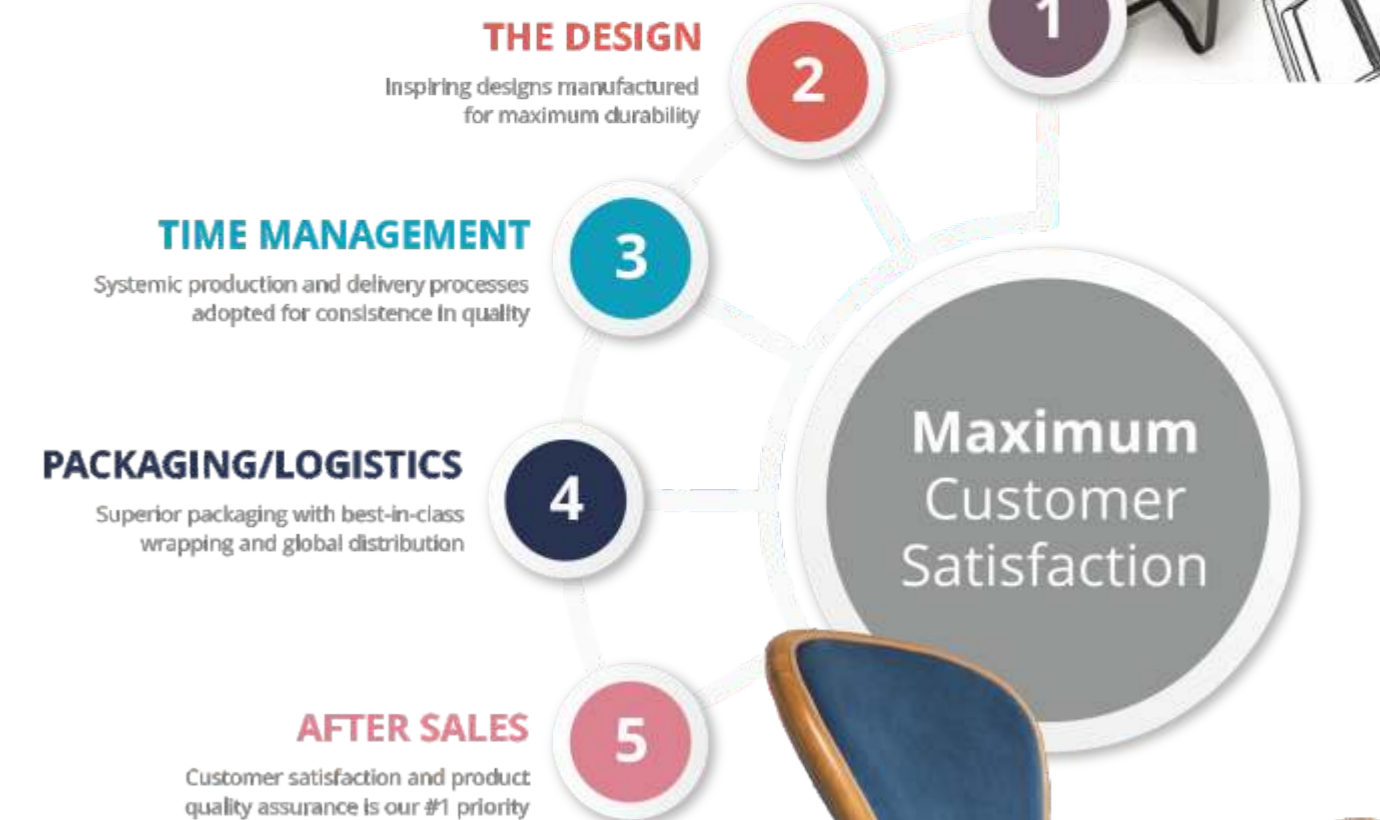 1
THE DESIGN
2
Inspiring designs manufactured
for maximum durability
TIME MANAGEMENT
3
Systemic production and delivery processes
adopted for consistence in quality
Maximum
Customer
Satisfaction
PACKAGING/LOGISTICS
4
Superior packaging with best-in-class
wrapping and global distribution
AFTER SALES
5
Customer satisfaction and product
quality assurance is our #1 priority